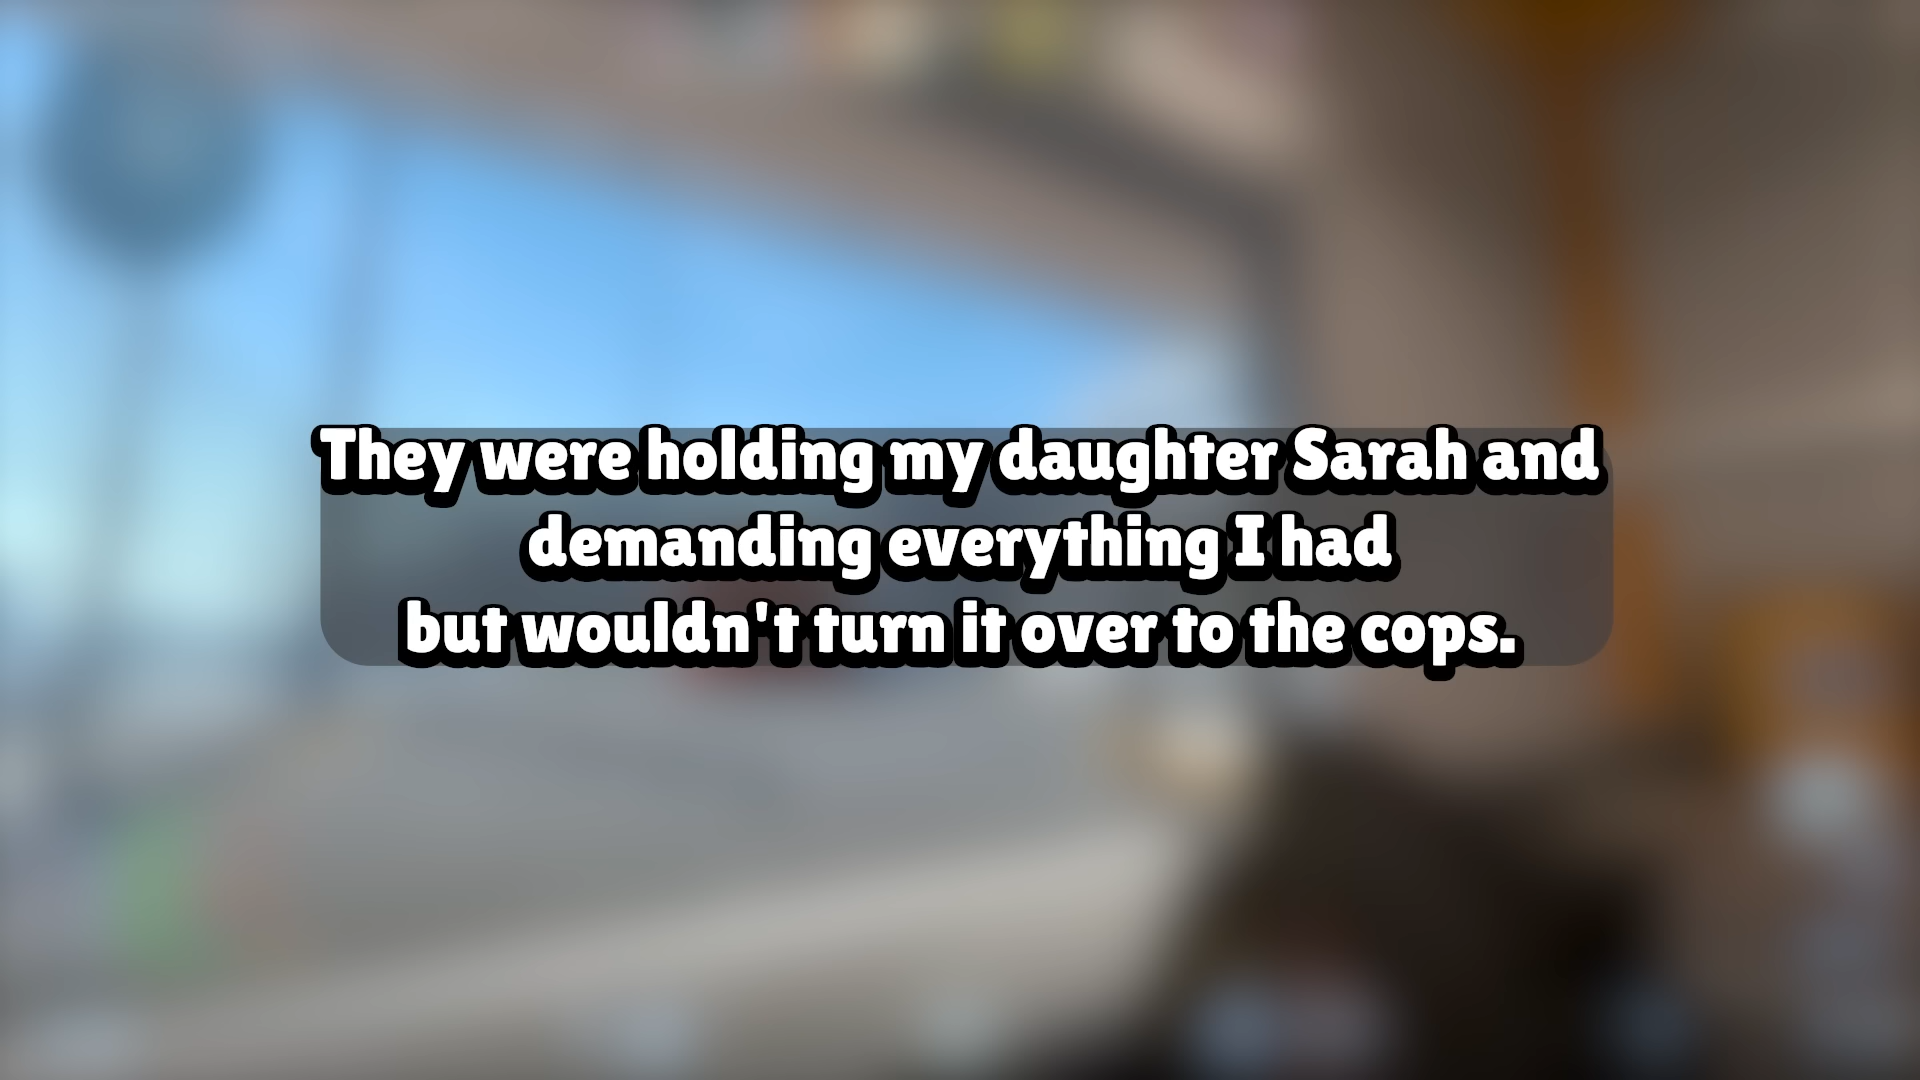 They were holding my daughter Sarah and
demanding everything I had
but wouldn't turn it over to the cops.